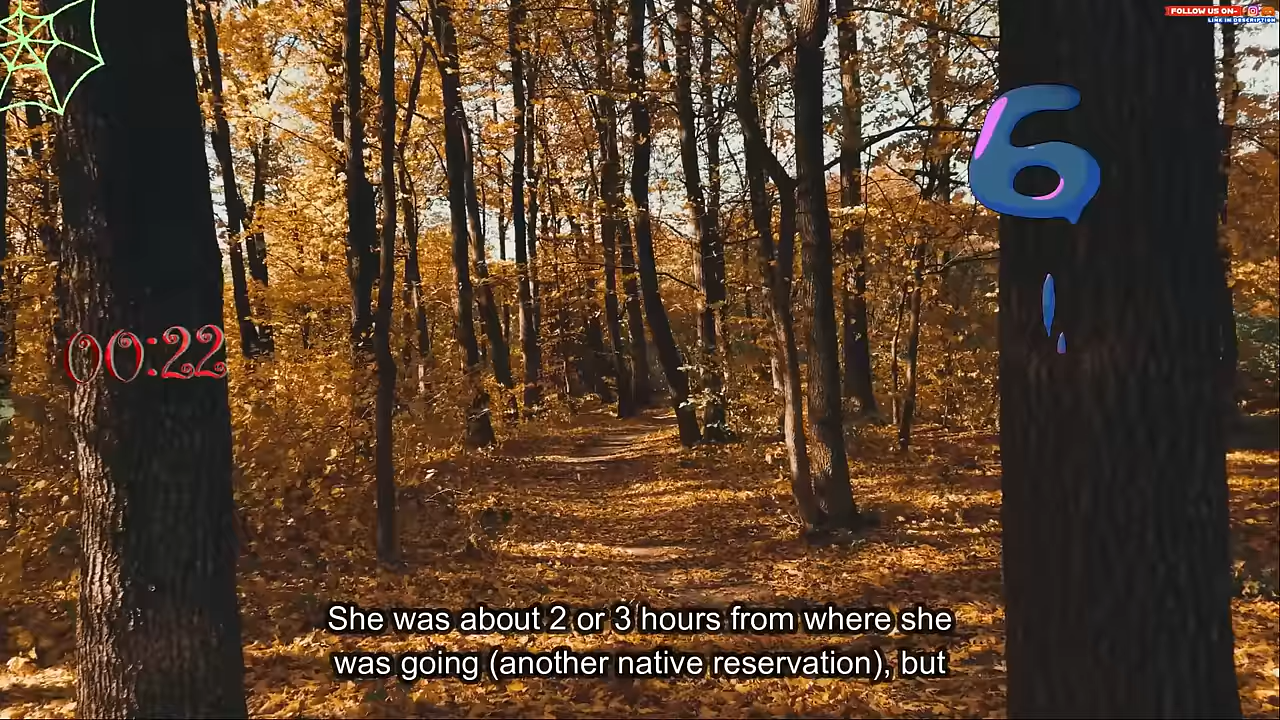 FOLLOW US ON-
LINK IN DESCRIPTION
6
00:22
She was about 2 or 3 hours from where she
was going (another native reservation), but